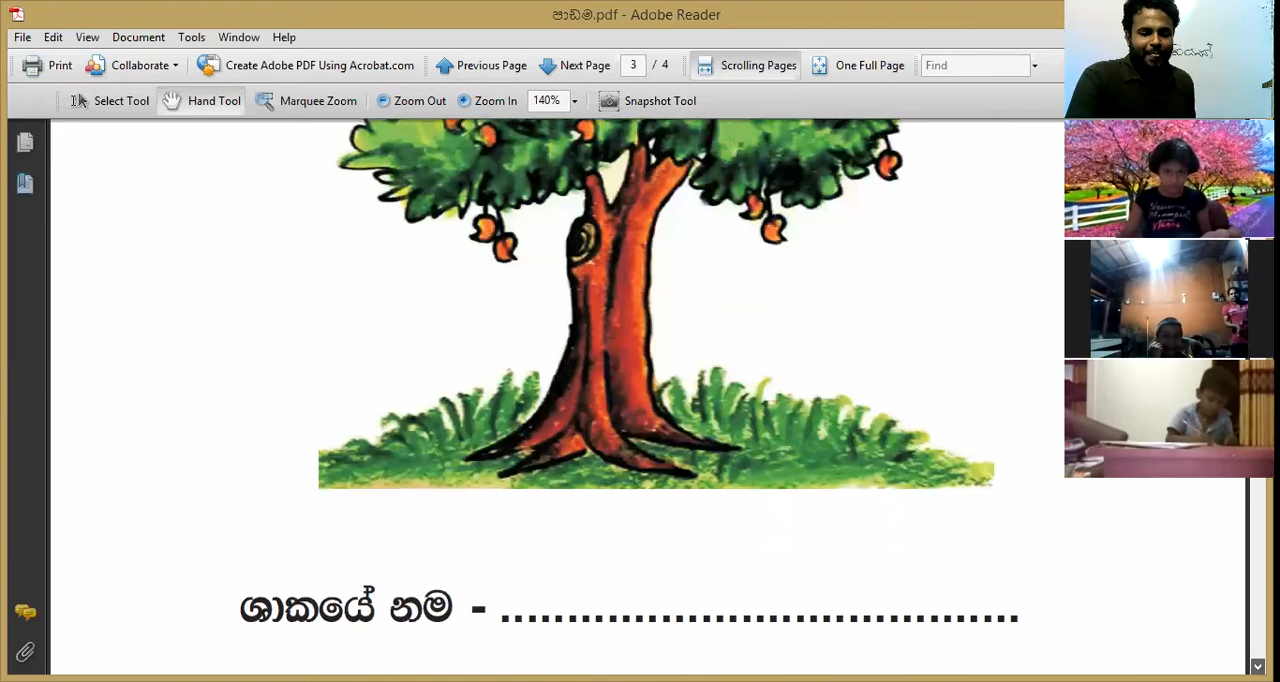 පාඩම.pdf - Adobe Reader
File Edit View Document Tools Window Help
Print Collaborate Create Adobe PDF Using Acrobat.com Previous Page Next Page 3 / 4 Scrolling Pages One Full Page Find
Select Tool Hand Tool Marquee Zoom Zoom Out Zoom In 140% Snapshot Tool
ශාකයේ නම - ....................................